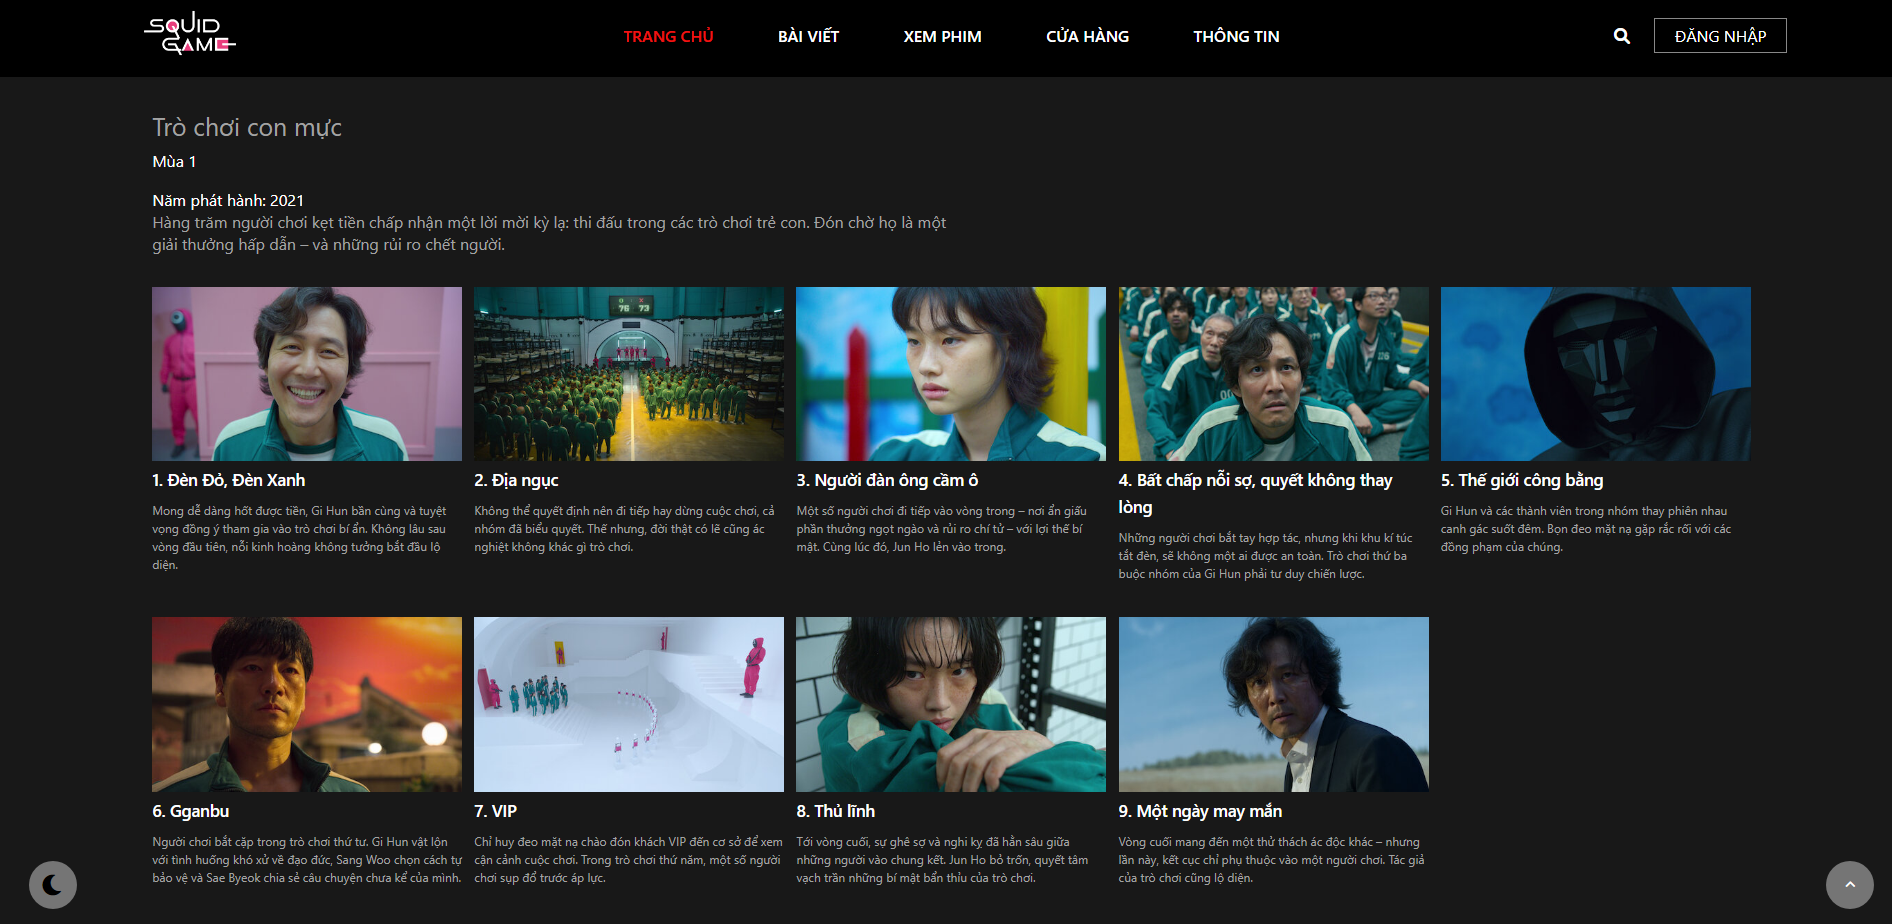 SQUID
GAME
TRANG CHỦ
BÀI VIẾT
XEM PHIM
CỬA HÀNG
THÔNG TIN
ĐĂNG NHẬP
Trò chơi con mực
Mùa 1
Năm phát hành: 2021
Hàng trăm người chơi kẹt tiền chấp nhận một lời mời kỳ lạ: thi đấu trong các trò chơi trẻ con. Đón chờ họ là một
giải thưởng hấp dẫn – và những rủi ro chết người.
76 73
1. Đèn Đỏ, Đèn Xanh
Mong dễ dàng hốt được tiền, Gi Hun bần cùng và tuyệt
vọng đồng ý tham gia vào trò chơi bí ẩn. Không lâu sau
vòng đầu tiên, nỗi kinh hoàng không tưởng bắt đầu lộ
diện.
2. Địa ngục
Không thể quyết định nên đi tiếp hay dừng cuộc chơi, cả
nhóm đã biểu quyết. Thế nhưng, đời thật có lẽ cũng ác
nghiệt không khác gì trò chơi.
3. Người đàn ông cầm ô
Một số người chơi đi tiếp vào vòng trong – nơi ẩn giấu
phần thưởng ngọt ngào và rủi ro chí tử – với lợi thế bí
mật. Cùng lúc đó, Jun Ho lẻn vào trong.
4. Bất chấp nỗi sợ, quyết không thay
lòng
Những người chơi bắt tay hợp tác, nhưng khi khu kí túc
tắt đèn, sẽ không một ai được an toàn. Trò chơi thứ ba
buộc nhóm của Gi Hun phải tư duy chiến lược.
5. Thế giới công bằng
Gi Hun và các thành viên trong nhóm thay phiên nhau
canh gác suốt đêm. Bọn đeo mặt nạ gặp rắc rối với các
đồng phạm của chúng.
6. Gganbu
Người chơi bắt cặp trong trò chơi thứ tư. Gi Hun vật lộn
với tình huống khó xử về đạo đức, Sang Woo chọn cách tự
bảo vệ và Sae Byeok chia sẻ câu chuyện chưa kể của mình.
7. VIP
Chỉ huy đeo mặt nạ chào đón khách VIP đến cơ sở để xem
cận cảnh cuộc chơi. Trong trò chơi thứ năm, một số người
chơi sụp đổ trước áp lực.
8. Thủ lĩnh
Tới vòng cuối, sự ghê sợ và nghi kỵ đã hằn sâu giữa
những người vào chung kết. Jun Ho bỏ trốn, quyết tâm
vạch trần những bí mật bẩn thỉu của trò chơi.
9. Một ngày may mắn
Vòng cuối mang đến một thử thách ác độc khác – nhưng
lần này, kết cục chỉ phụ thuộc vào một người chơi. Tác giả
của trò chơi cũng lộ diện.